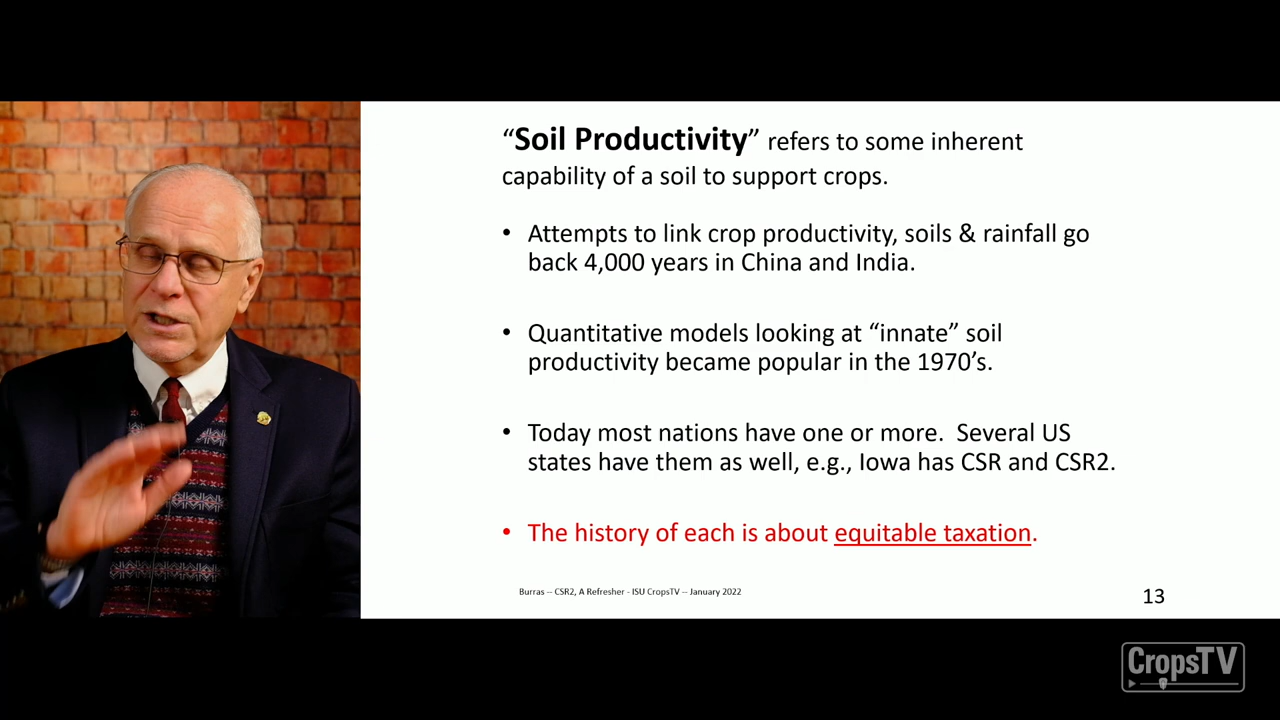 “Soil Productivity” refers to some inherent
capability of a soil to support crops.
• Attempts to link crop productivity, soils & rainfall go
back 4,000 years in China and India.
• Quantitative models looking at “innate” soil
productivity became popular in the 1970’s.
• Today most nations have one or more.  Several US
states have them as well, e.g., Iowa has CSR and CSR2.
• The history of each is about equitable taxation.
Burras -- CSR2, A Refresher - ISU CropsTV -- January 2022
13
CropsTV